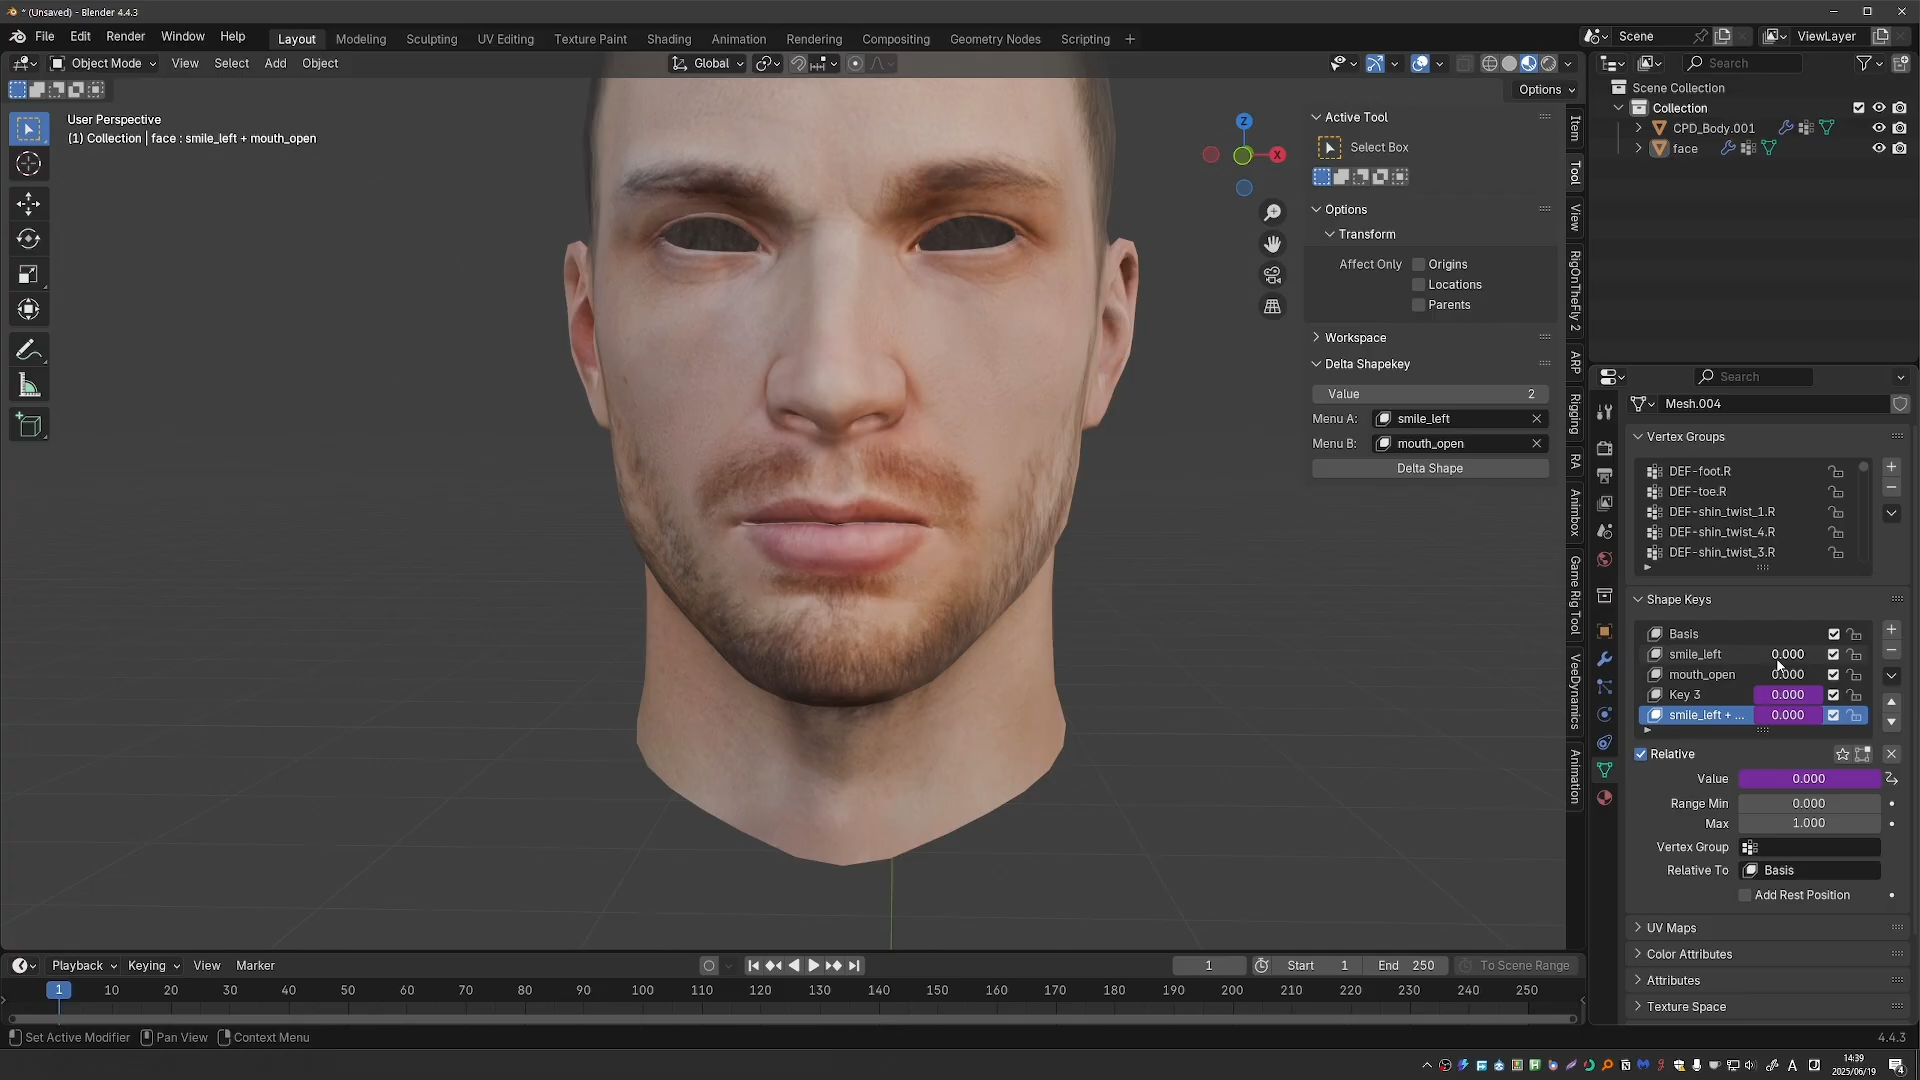 * (Unsaved) - Blender 4.4.3
File Edit Render Window Help
Layout Modeling Sculpting UV Editing Texture Paint Shading Animation Rendering Compositing Geometry Nodes Scripting +
Scene
ViewLayer
Object Mode View Select Add Object
Global
Search
Options
User Perspective
(1) Collection | face : smile_left + mouth_open
Z
X
Active Tool
Select Box
Options
Transform
Affect Only Origins
Locations
Parents
Workspace
Delta Shapekey
Value 2
Menu A: smile_left
Menu B: mouth_open
Delta Shape
Item
Tool
View
RigOnTheFly 2
ARP
Rigging
RA
Animbox
Game Rig Tool
VeeDynamics
Animation
Scene Collection
Collection
CPD_Body.001
face
Search
Mesh.004
Vertex Groups
DEF-foot.R
DEF-toe.R
DEF-shin_twist_1.R
DEF-shin_twist_4.R
DEF-shin_twist_3.R
Shape Keys
Basis
smile_left 0.000
mouth_open 0.000
Key 3 0.000
smile_left + ... 0.000
Relative
Value 0.000
Range Min 0.000
Max 1.000
Vertex Group
Relative To Basis
Add Rest Position
UV Maps
Color Attributes
Attributes
Texture Space
Playback Keying View Marker
1
Start 1
End 250
To Scene Range
1 10 20 30 40 50 60 70 80 90 100 110 120 130 140 150 160 170 180 190 200 210 220 230 240 250
Set Active Modifier Pan View Context Menu
4.4.3
A
14:39
2025/06/19
4